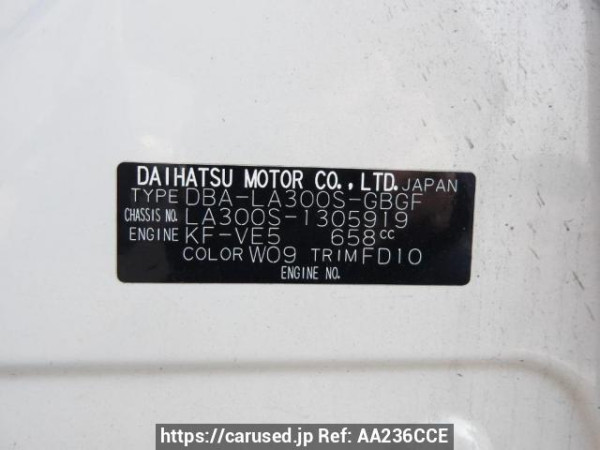 DAIHATSU MOTOR CO., LTD. JAPAN
TYPE DBA-LA300S-GBGF
CHASSIS NO. LA300S-1305919
ENGINE KF-VE5 658cc
COLOR W09 TRIM FD10
ENGINE NO.
https://carused.jp Ref: AA236CCE